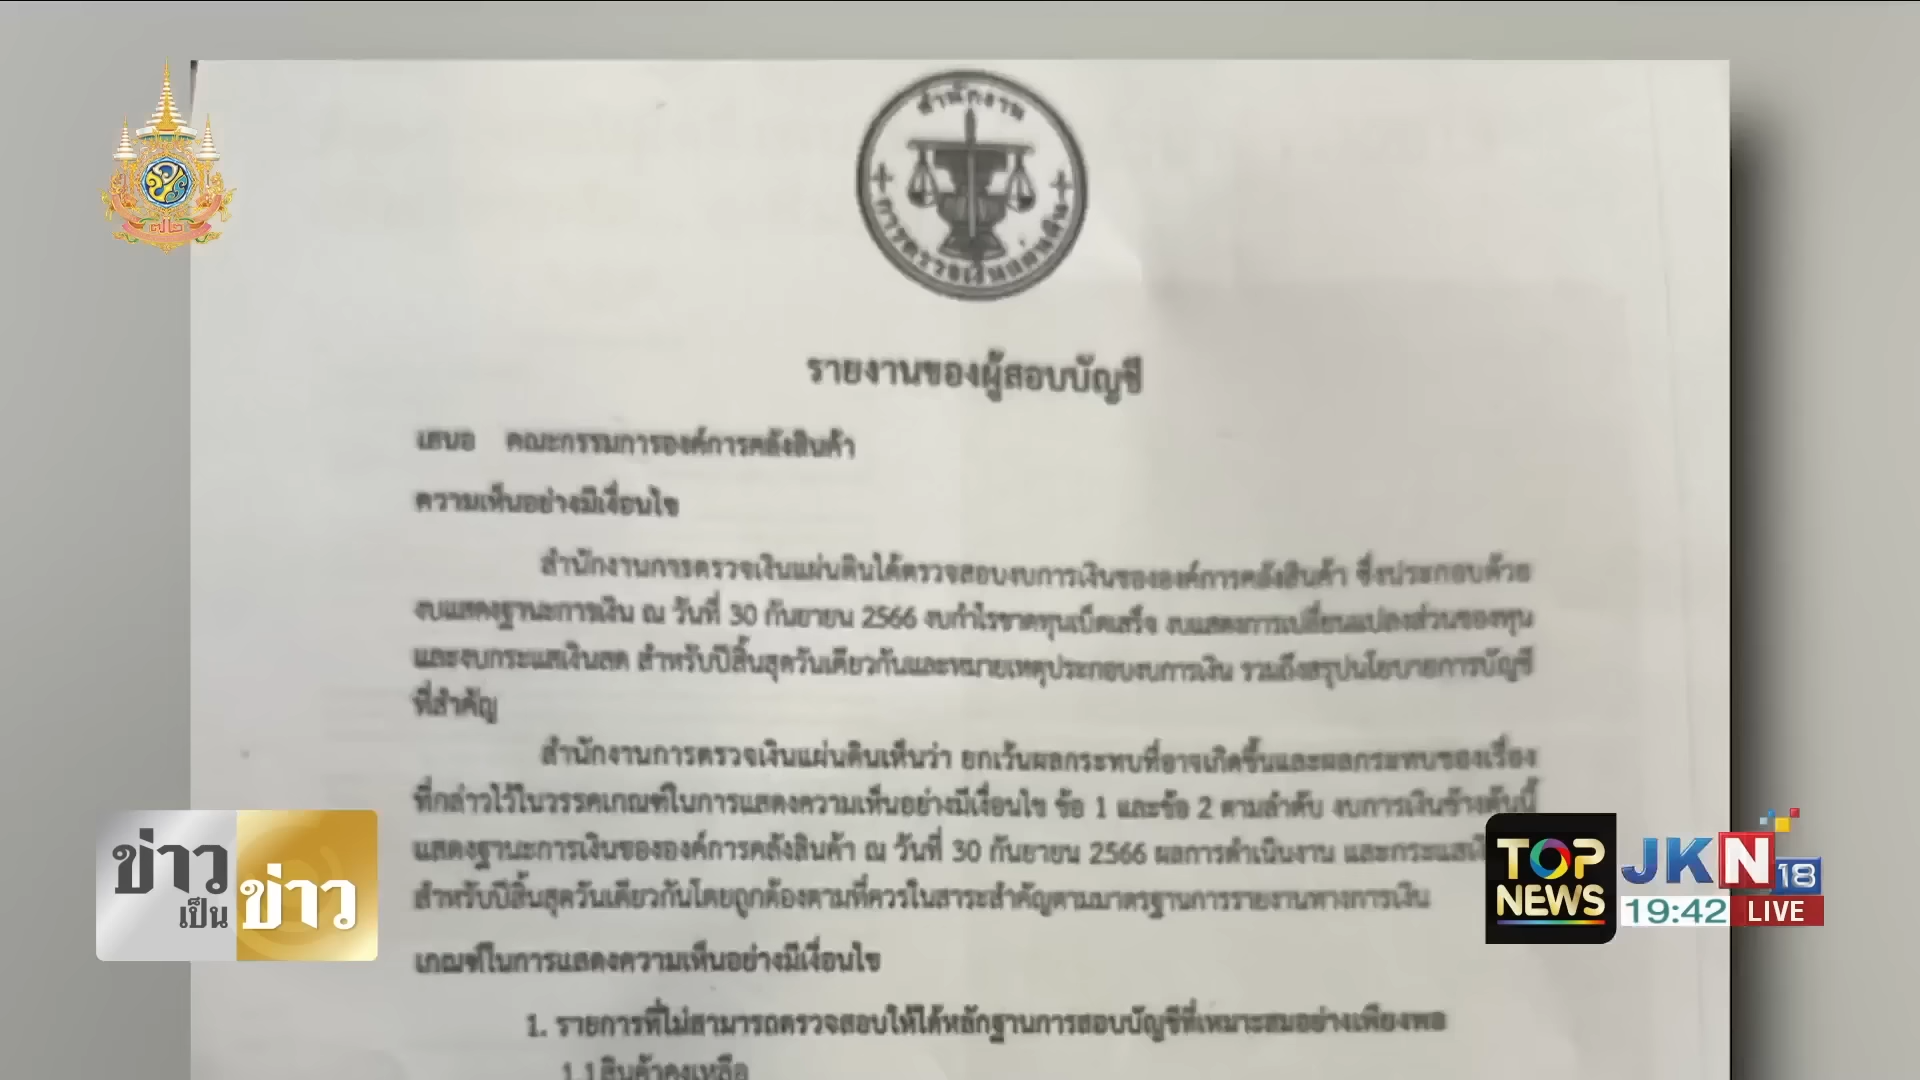 สำนักงาน
การตรวจเงินแผ่นดิน
รายงานของผู้สอบบัญชี
เสนอ คณะกรรมการองค์การคลังสินค้า
ความเห็นอย่างมีเงื่อนไข
สำนักงานการตรวจเงินแผ่นดินได้ตรวจสอบงบการเงินขององค์การคลังสินค้า ซึ่งประกอบด้วย
งบแสดงฐานะการเงิน ณ วันที่ 30 กันยายน 2566 งบกำไรขาดทุนเบ็ดเสร็จ งบแสดงการเปลี่ยนแปลงส่วนของทุน
และงบกระแสเงินสด สำหรับปีสิ้นสุดวันเดียวกันและหมายเหตุประกอบงบการเงิน รวมถึงสรุปนโยบายการบัญชี
ที่สำคัญ
สำนักงานการตรวจเงินแผ่นดินเห็นว่า ยกเว้นผลกระทบที่อาจเกิดขึ้นและผลกระทบของเรื่อง
ที่กล่าวไว้ในวรรคเกณฑ์ในการแสดงความเห็นอย่างมีเงื่อนไข ข้อ 1 และข้อ 2 ตามลำดับ งบการเงินข้างต้นนี้
แสดงฐานะการเงินขององค์การคลังสินค้า ณ วันที่ 30 กันยายน 2566 ผลการดำเนินงาน และกระแสเ
สำหรับปีสิ้นสุดวันเดียวกันโดยถูกต้องตามที่ควรในสาระสำคัญตามมาตรฐานการรายงานทางการเงิน
เกณฑ์ในการแสดงความเห็นอย่างมีเงื่อนไข
1. รายการที่ไม่สามารถตรวจสอบให้ได้หลักฐานการสอบบัญชีที่เหมาะสมอย่างเพียงพอ
1.1 สินค้าคงเหลือ
๗๒
ข่าว
เป็น
ข่าว
TOP
NEWS
JKN 18
19:42 LIVE